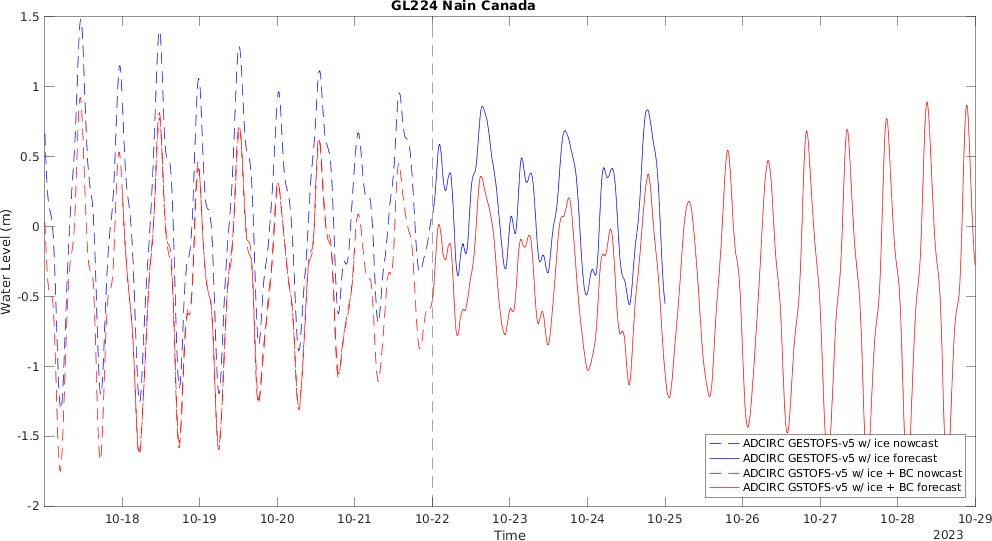 GL224 Nain Canada
Water Level (m)
1.5
1
0.5
0
-0.5
-1
-1.5
-2
ADCIRC GESTOFS-v5 w/ ice nowcast
ADCIRC GESTOFS-v5 w/ ice forecast
ADCIRC GSTOFS-v5 w/ ice + BC nowcast
ADCIRC GSTOFS-v5 w/ ice + BC forecast
10-18 10-19 10-20 10-21 10-22 10-23 10-24 10-25 10-26 10-27 10-28 10-29
Time
2023